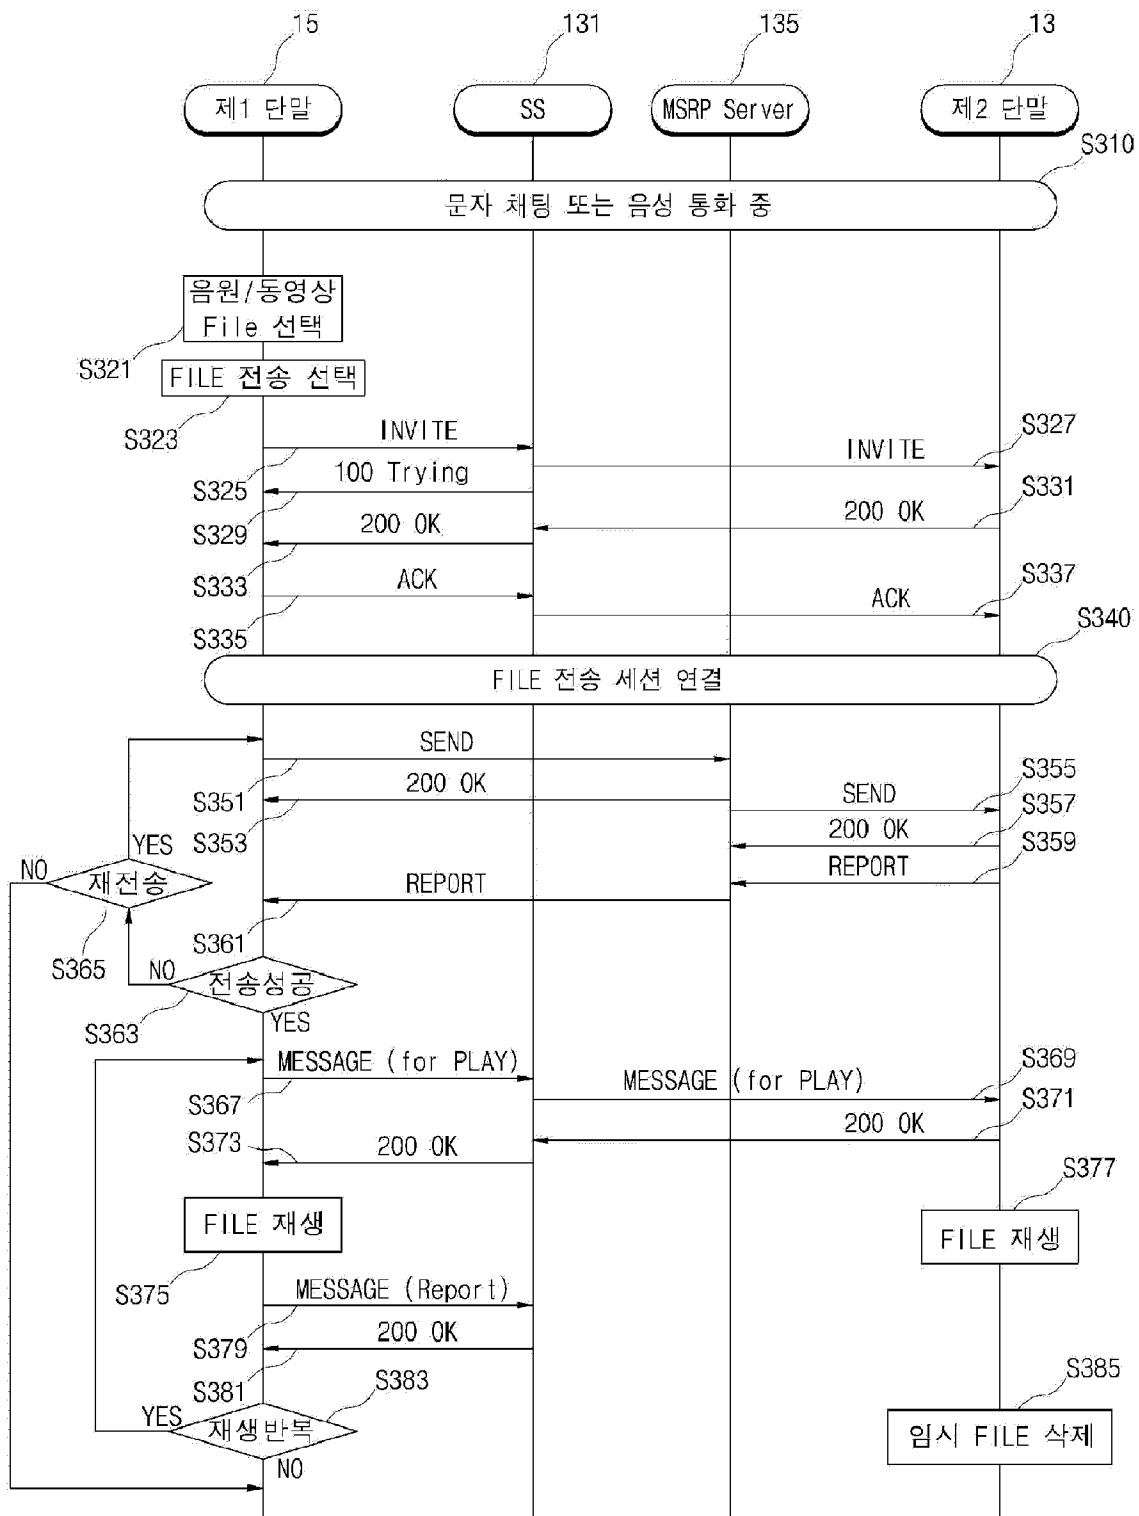 15
131
135
13
제1 단말
SS
MSRP Server
제2 단말
S310
문자 채팅 또는 음성 통화 중
음원/동영상
File 선택
S321
FILE 전송 선택
S323
INVITE
S327
INVITE
S325
100 Trying
S331
200 OK
S329
200 OK
S333
ACK
S337
ACK
S335
S340
FILE 전송 세션 연결
SEND
S351
200 OK
S355
SEND
S357
200 OK
S353
S359
REPORT
YES
NO
재전송
REPORT
S361
S365
NO
전송성공
S363
YES
MESSAGE (for PLAY)
S369
MESSAGE (for PLAY)
S367
S371
200 OK
S373
200 OK
S377
FILE 재생
FILE 재생
S375
MESSAGE (Report)
S379
200 OK
S381
S383
S385
YES
재생반복
임시 FILE 삭제
NO